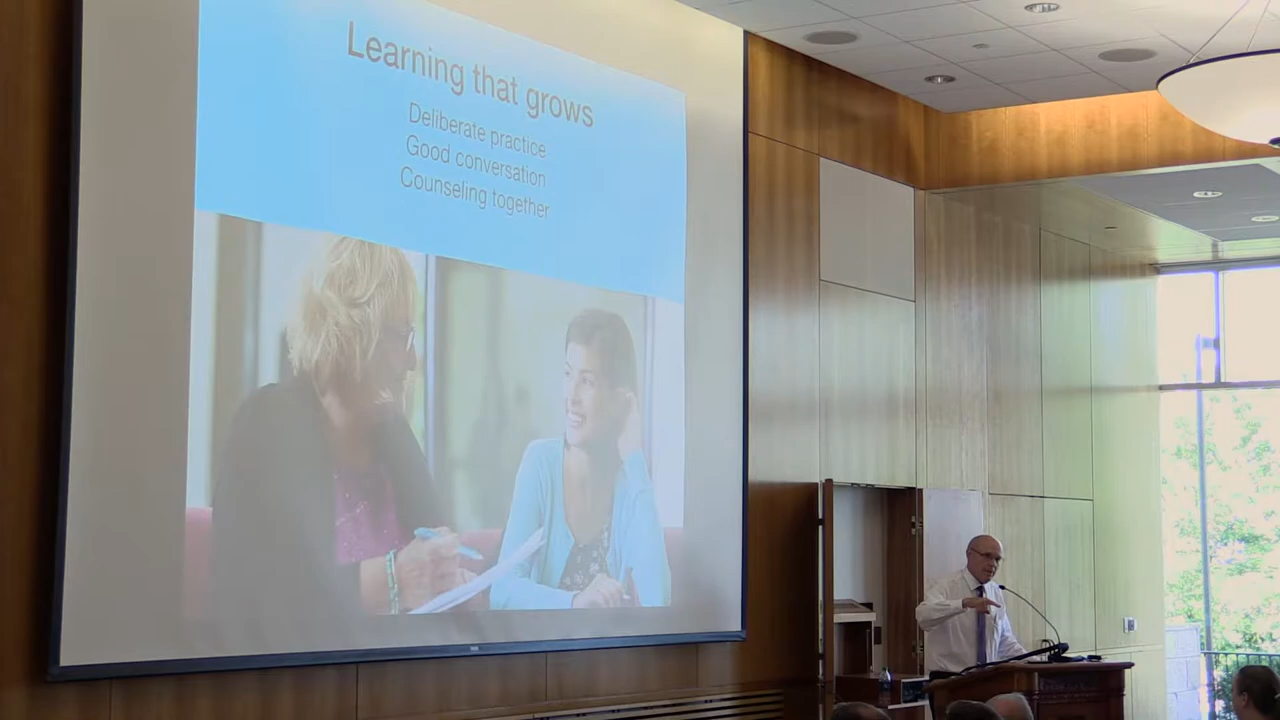 Learning that grows
Deliberate practice
Good conversation
Counseling together